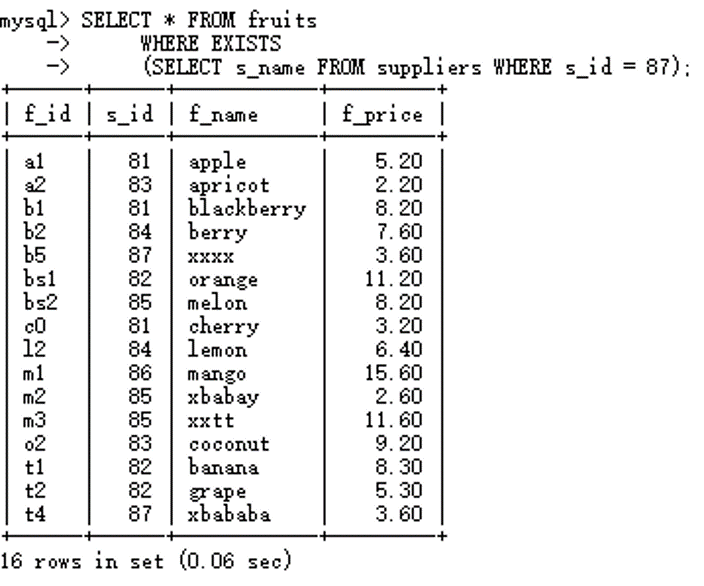 mysql> SELECT * FROM fruits
-> WHERE EXISTS
-> (SELECT s_name FROM suppliers WHERE s_id = 87);
| f_id | s_id | f_name | f_price |
| a1 | 81 | apple | 5.20
| a2 | 83 | apricot | 2.20
| b1 | 81 | blackberry | 8.20
| b2 | 84 | berry | 7.60
| b5 | 87 | xxxx | 3.60
| bs1 | 82 | orange | 11.20
| bs2 | 85 | melon | 8.20
| c0 | 81 | cherry | 3.20
| l2 | 84 | lemon | 6.40
| m1 | 86 | mango | 15.60
| m2 | 85 | xbabay | 2.60
| m3 | 85 | xxtt | 11.60
| o2 | 83 | coconut | 9.20
| t1 | 82 | banana | 8.30
| t2 | 82 | grape | 5.30
| t4 | 87 | xbababa | 3.60
16 rows in set (0.06 sec)